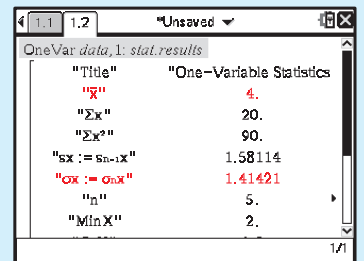 1.1 1.2 *Unsaved
OneVar data,1: stat.results
"Title" "One-Variable Statistics
"x̄" 4.
"Σx" 20.
"Σx²" 90.
"sx := sₙ₋₁x" 1.58114
"σx := σₙx" 1.41421
"n" 5.
"MinX" 2.
1/1